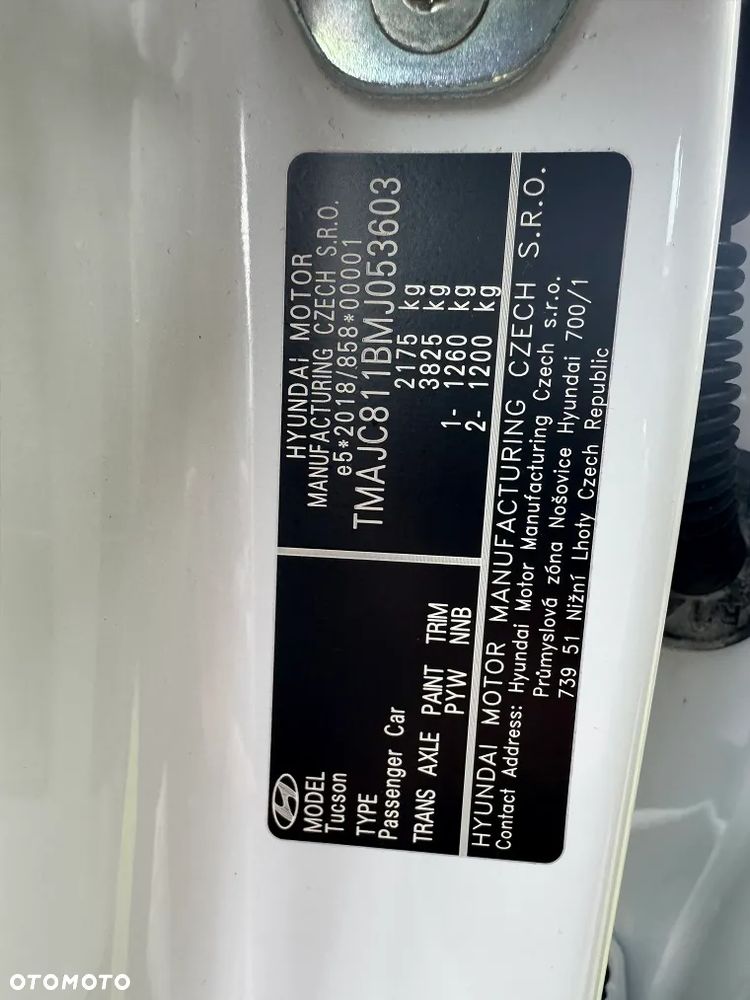 MODEL
Tucson
TYPE
Passenger Car
TRANS AXLE PAINT TRIM
PYW NNB
HYUNDAI MOTOR
MANUFACTURING CZECH S.R.O.
e5*2018/858*00001
TMAJC811BMJ053603
2175 kg
3825 kg
1- 1260 kg
2- 1200 kg
HYUNDAI MOTOR MANUFACTURING CZECH S.R.O.
Contact Address: Hyundai Motor Manufacturing Czech s.r.o.
Průmyslová zóna Nošovice Hyundai 700/1
739 51 Nižní Lhoty Czech Republic
OTOMOTO